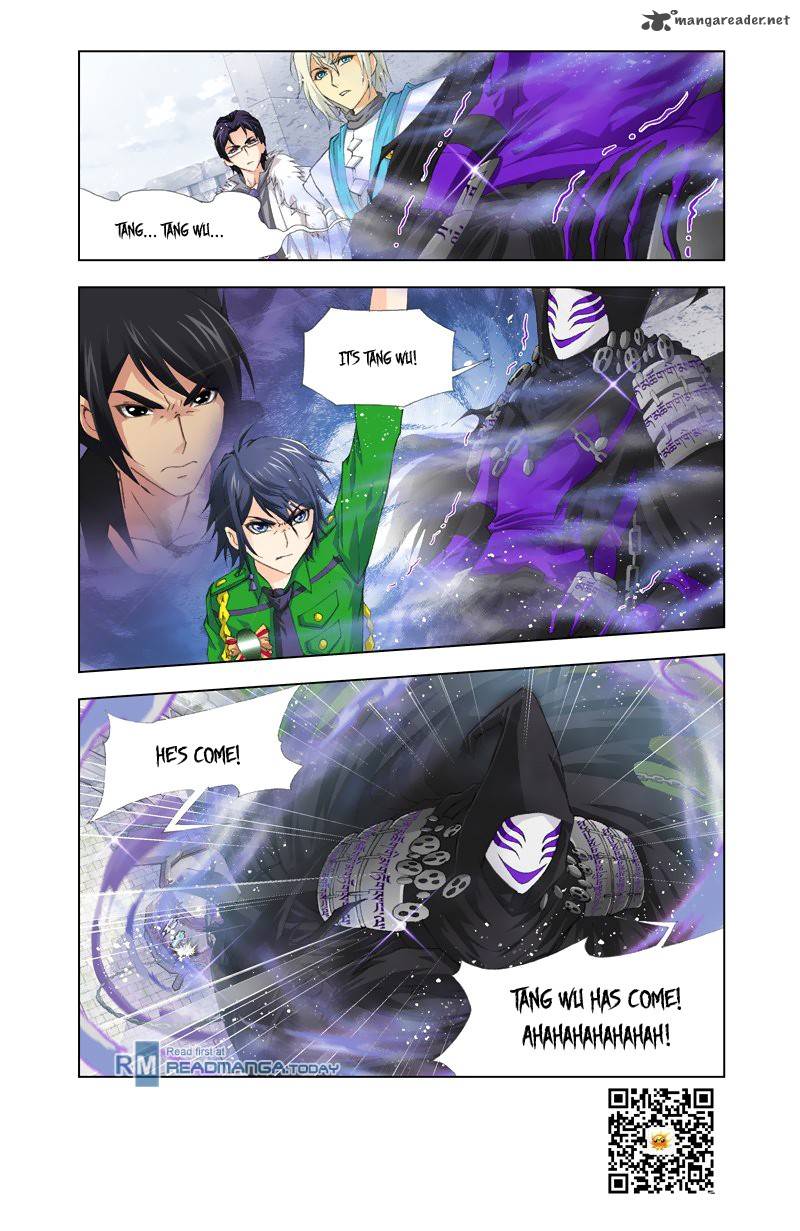 mangareader.net
TANG... TANG WU...
IT'S TANG WU!
HE'S COME!
TANG WU HAS COME!
AHAHAHAHAHAHAH!
RM Read first at
READMANGA.TODAY